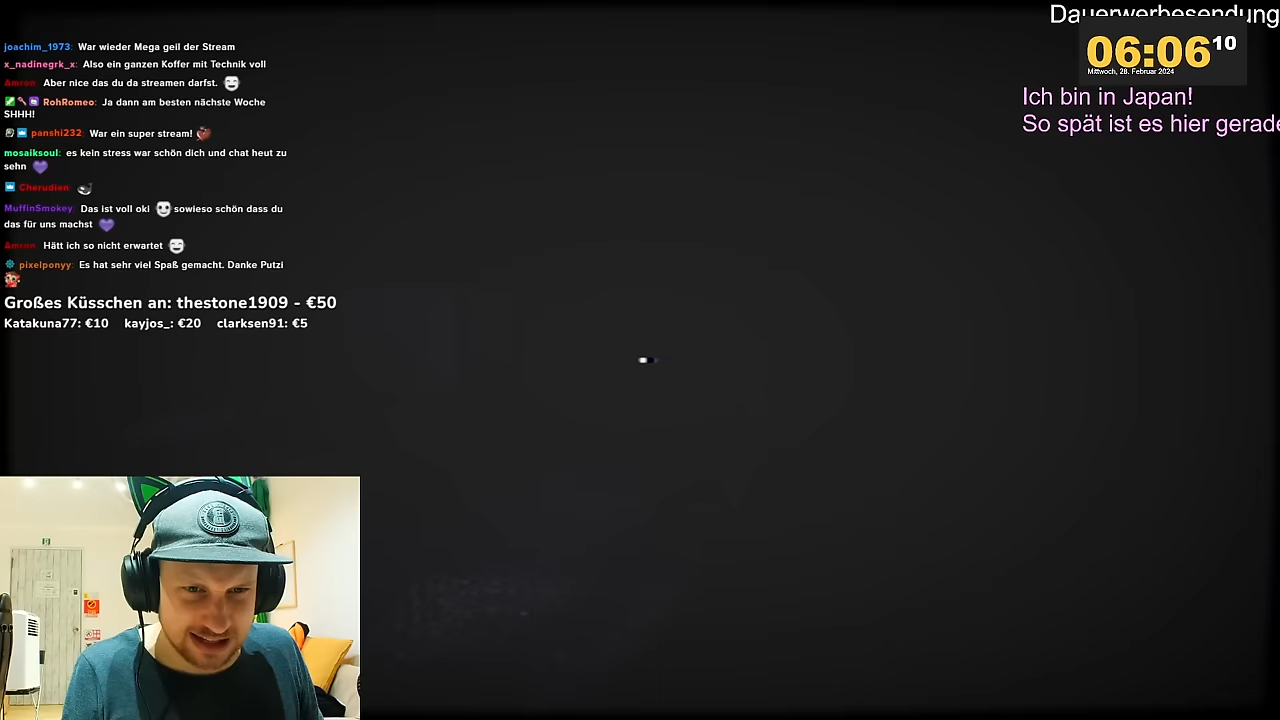 Dauerwerbesendung
06:06 10
Mittwoch, 28. Februar 2024
Ich bin in Japan!
So spät ist es hier gerade
joachim_1973: War wieder Mega geil der Stream
x_nadinegrk_x: Also ein ganzen Koffer mit Technik voll
Amron: Aber nice das du da streamen darfst.
RohRomeo: Ja dann am besten nächste Woche
SHHH!
panshi232: War ein super stream!
mosaiksoul: es kein stress war schön dich und chat heut zu
sehn
Cherudien:
MuffinSmokey: Das ist voll oki sowieso schön dass du
das für uns machst
Amron: Hätt ich so nicht erwartet
pixelponyy: Es hat sehr viel Spaß gemacht. Danke Putzi
Großes Küsschen an: thestone1909 - €50
Katakuna77: €10 kayjos_: €20 clarksen91: €5